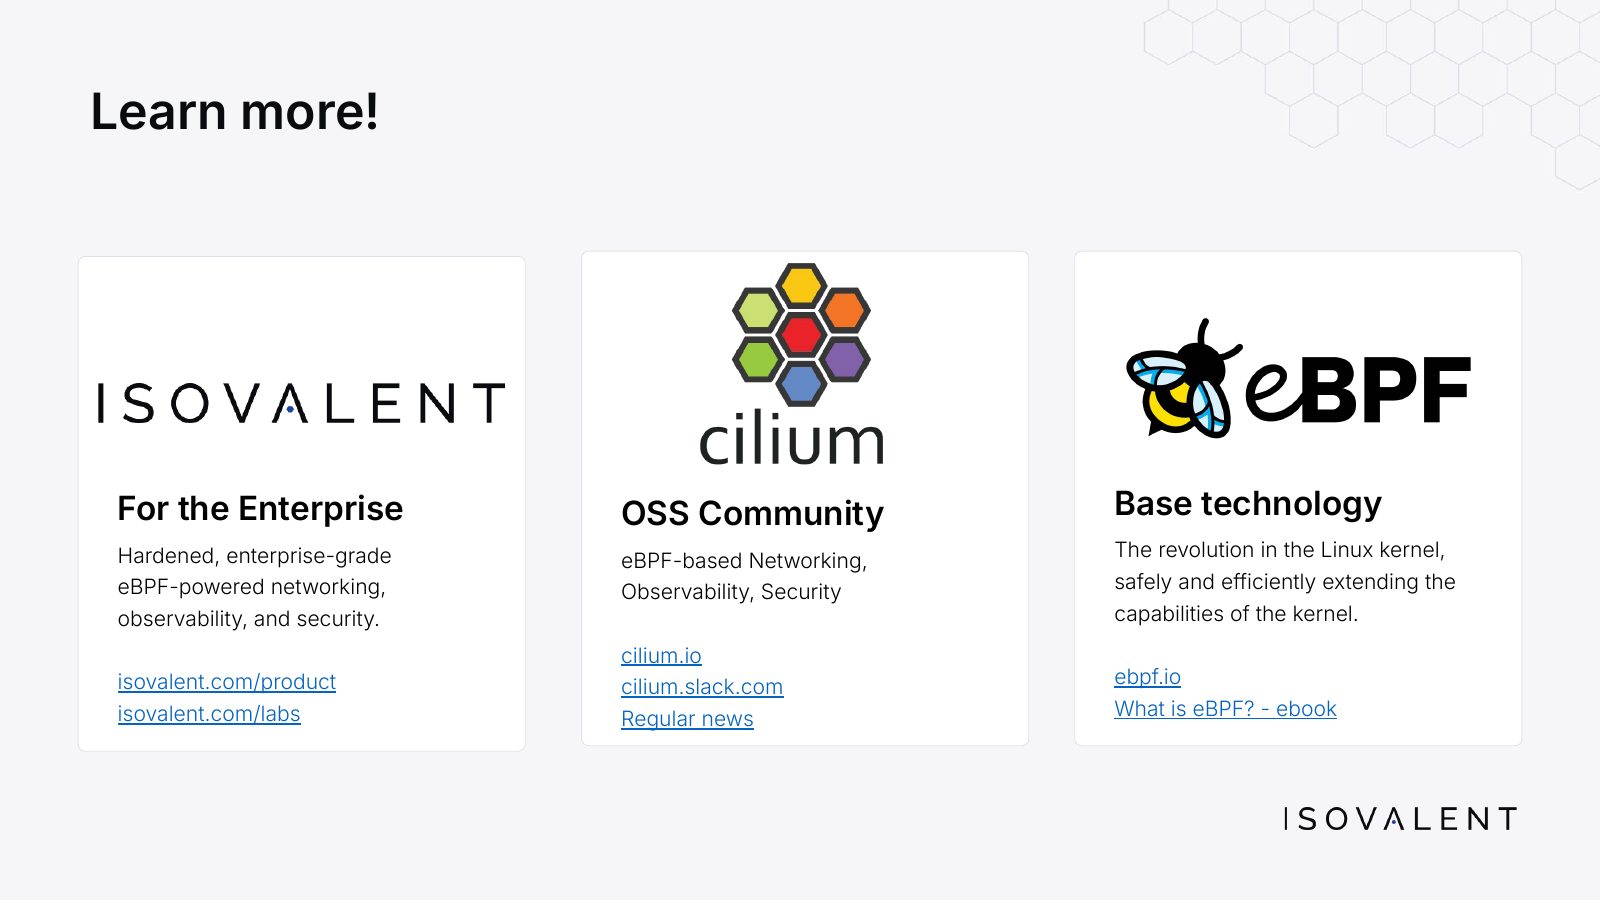 Learn more!
ISOVALENT
For the Enterprise
Hardened, enterprise-grade
eBPF-powered networking,
observability, and security.
isovalent.com/product
isovalent.com/labs
cilium
OSS Community
eBPF-based Networking,
Observability, Security
cilium.io
cilium.slack.com
Regular news
eBPF
Base technology
The revolution in the Linux kernel,
safely and efficiently extending the
capabilities of the kernel.
ebpf.io
What is eBPF? - ebook
ISOVALENT